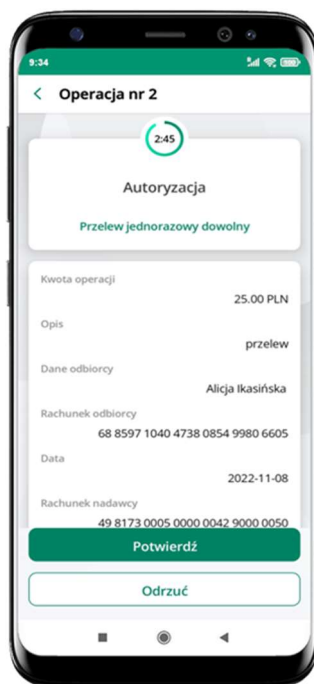 9:34
Operacja nr 2
2:45
Autoryzacja
Przelew jednorazowy dowolny
Kwota operacji
25.00 PLN
Opis
przelew
Dane odbiorcy
Alicja Ikasińska
Rachunek odbiorcy
68 8597 1040 4738 0854 9980 6605
Data
2022-11-08
Rachunek nadawcy
49 8173 0005 0000 0042 9000 0050
Potwierdź
Odrzuć